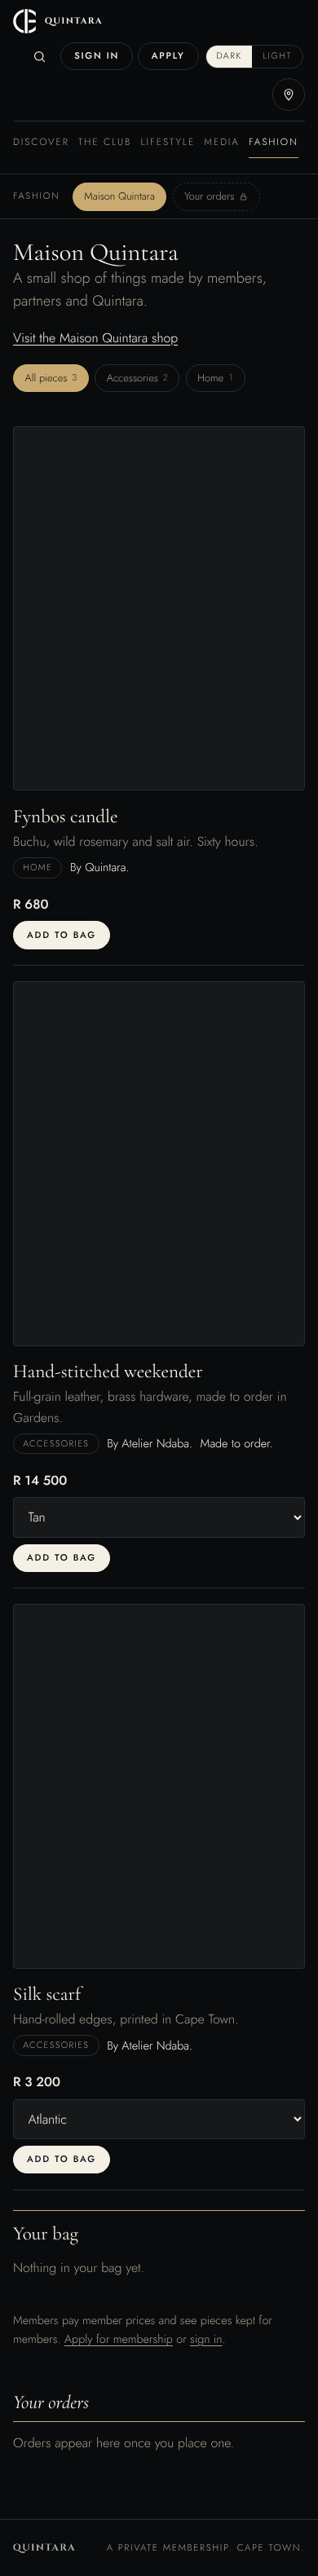 QUINTARA
SIGN IN APPLY DARK LIGHT
DISCOVER THE CLUB LIFESTYLE MEDIA FASHION
FASHION Maison Quintara Your orders
Maison Quintara
A small shop of things made by members,
partners and Quintara.
Visit the Maison Quintara shop
All pieces 3 Accessories 2 Home 1
Fynbos candle
Buchu, wild rosemary and salt air. Sixty hours.
HOME By Quintara.
R 680
ADD TO BAG
Hand-stitched weekender
Full-grain leather, brass hardware, made to order in
Gardens.
ACCESSORIES By Atelier Ndaba. Made to order.
R 14 500
Tan
ADD TO BAG
Silk scarf
Hand-rolled edges, printed in Cape Town.
ACCESSORIES By Atelier Ndaba.
R 3 200
Atlantic
ADD TO BAG
Your bag
Nothing in your bag yet.
Members pay member prices and see pieces kept for
members. Apply for membership or sign in.
Your orders
Orders appear here once you place one.
QUINTARA A PRIVATE MEMBERSHIP. CAPE TOWN.